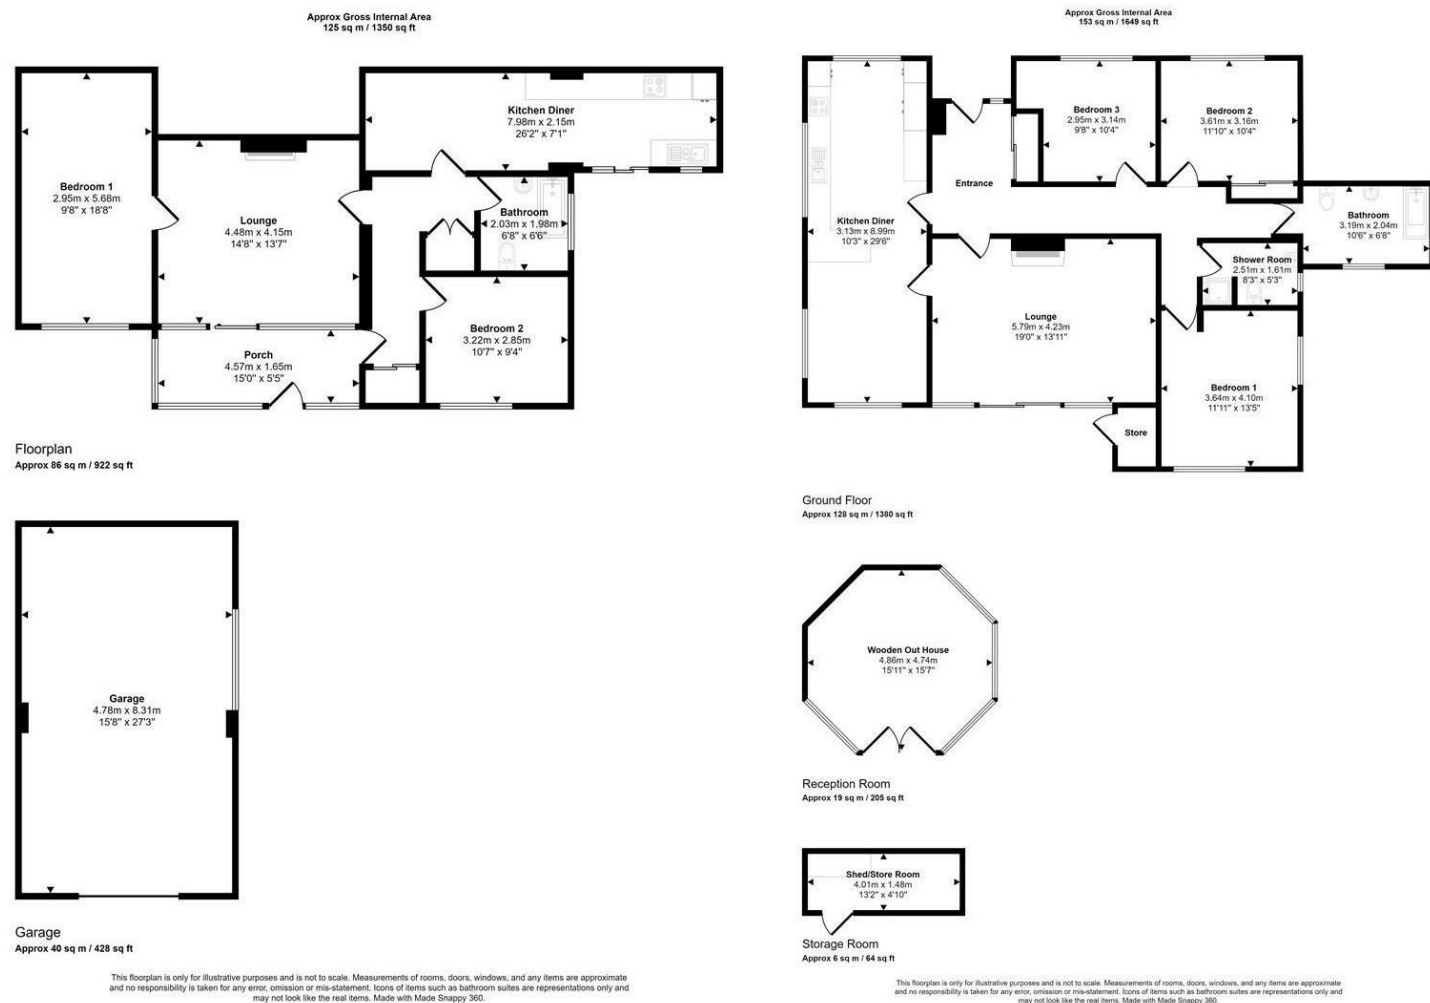 Approx Gross Internal Area
125 sq m / 1350 sq ft
Kitchen Diner
7.98m x 2.15m
26'2" x 7'1"
Bedroom 1
2.95m x 5.68m
9'8" x 18'8"
Lounge
4.48m x 4.15m
14'8" x 13'7"
Bathroom
2.03m x 1.98m
6'8" x 6'6"
Bedroom 2
3.22m x 2.85m
10'7" x 9'4"
Porch
4.57m x 1.65m
15'0" x 5'5"
Floorplan
Approx 86 sq m / 922 sq ft
Garage
4.78m x 8.31m
15'8" x 27'3"
Garage
Approx 40 sq m / 428 sq ft
This floorplan is only for illustrative purposes and is not to scale. Measurements of rooms, doors, windows, and any items are approximate
and no responsibility is taken for any error, omission or mis-statement. Icons of items such as bathroom suites are representations only and
may not look like the real items. Made with Made Snappy 360.
Approx Gross Internal Area
153 sq m / 1649 sq ft
Bedroom 3
2.95m x 3.14m
9'8" x 10'4"
Bedroom 2
3.61m x 3.16m
11'10" x 10'4"
Entrance
Kitchen Diner
3.13m x 8.99m
10'3" x 29'6"
Bathroom
3.19m x 2.04m
10'6" x 6'8"
Shower Room
2.51m x 1.61m
8'3" x 5'3"
Lounge
5.79m x 4.23m
19'0" x 13'11"
Bedroom 1
3.64m x 4.10m
11'11" x 13'5"
Store
Ground Floor
Approx 128 sq m / 1380 sq ft
Wooden Out House
4.86m x 4.74m
15'11" x 15'7"
Reception Room
Approx 19 sq m / 205 sq ft
Shed/Store Room
4.01m x 1.48m
13'2" x 4'10"
Storage Room
Approx 6 sq m / 64 sq ft
This floorplan is only for illustrative purposes and is not to scale. Measurements of rooms, doors, windows, and any items are approximate
and no responsibility is taken for any error, omission or mis-statement. Icons of items such as bathroom suites are representations only and
may not look like the real items. Made with Made Snappy 360.